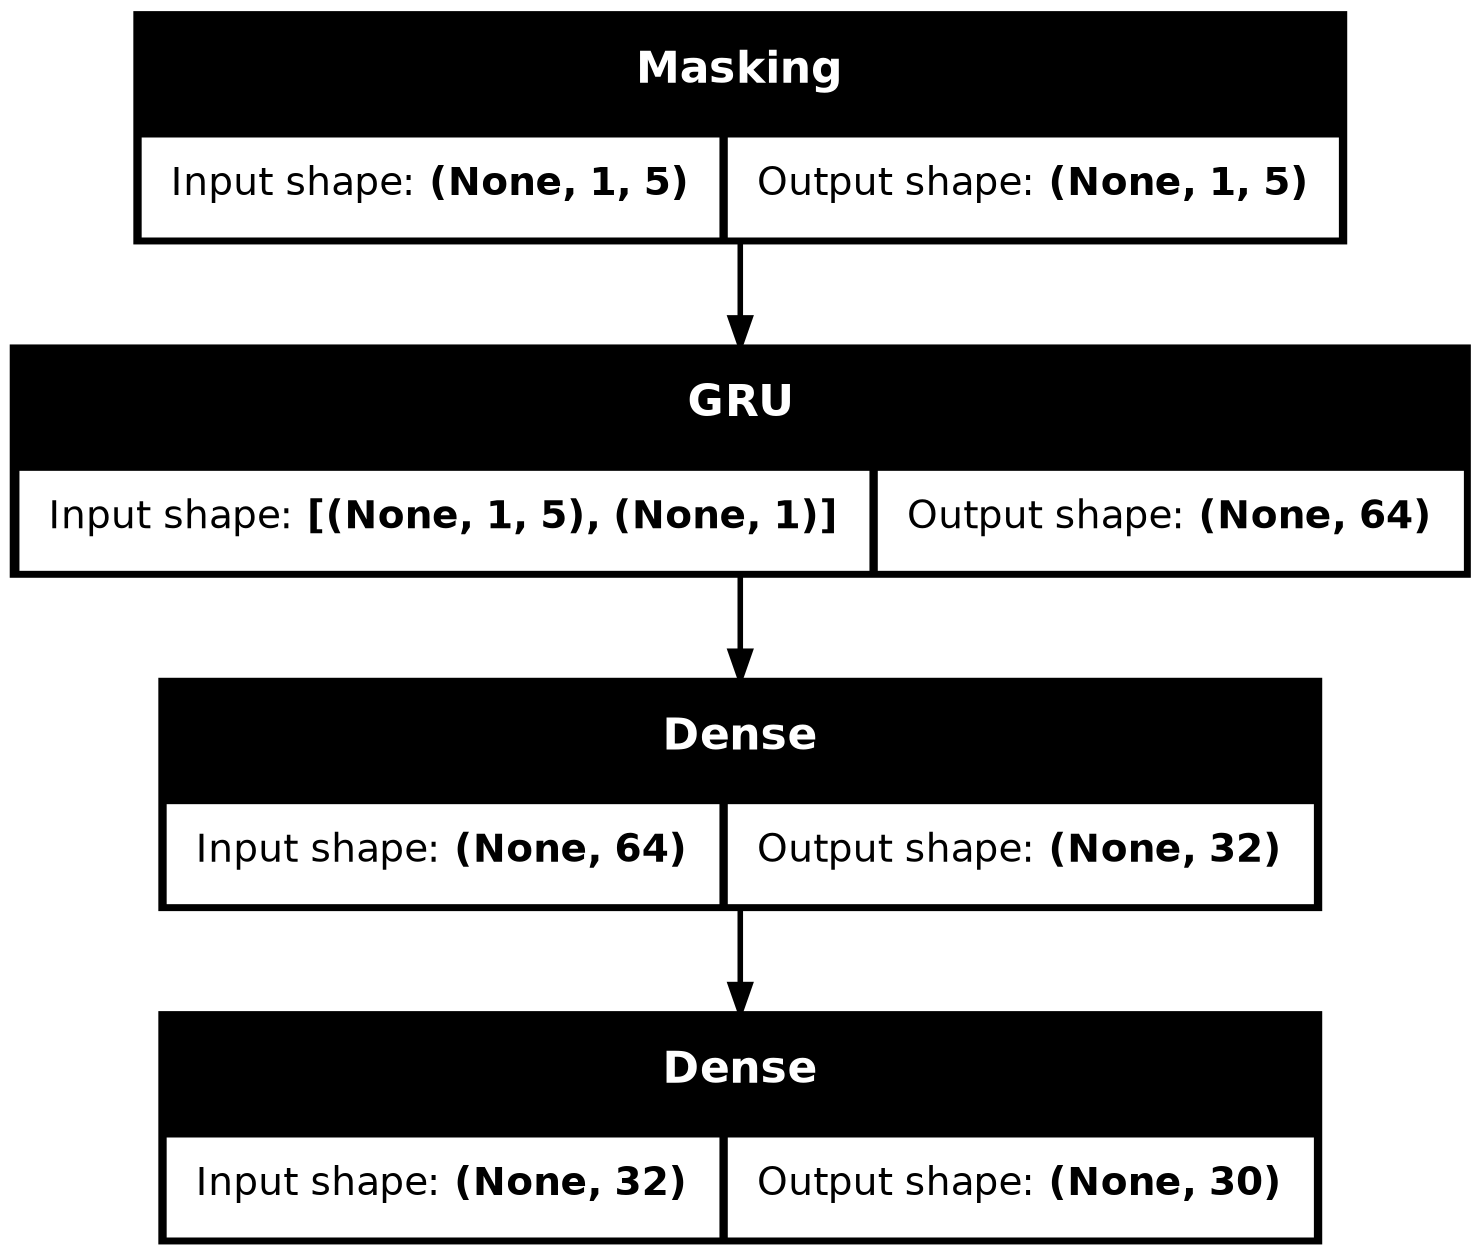 Masking
Input shape: (None, 1, 5) Output shape: (None, 1, 5)
GRU
Input shape: [(None, 1, 5), (None, 1)] Output shape: (None, 64)
Dense
Input shape: (None, 64) Output shape: (None, 32)
Dense
Input shape: (None, 32) Output shape: (None, 30)